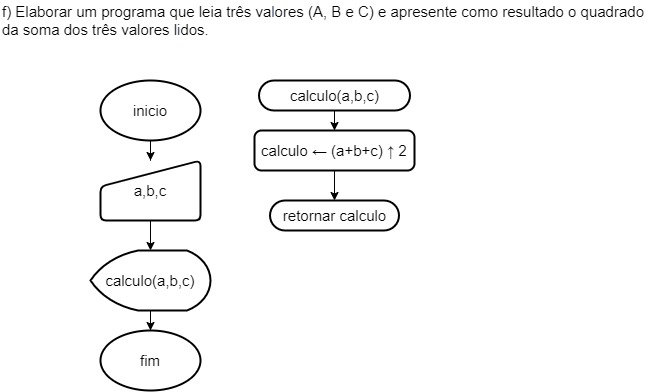 f) Elaborar um programa que leia três valores (A, B e C) e apresente como resultado o quadrado
da soma dos três valores lidos.
inicio
a,b,c
calculo(a,b,c)
fim
calculo(a,b,c)
calculo ← (a+b+c) ↑ 2
retornar calculo